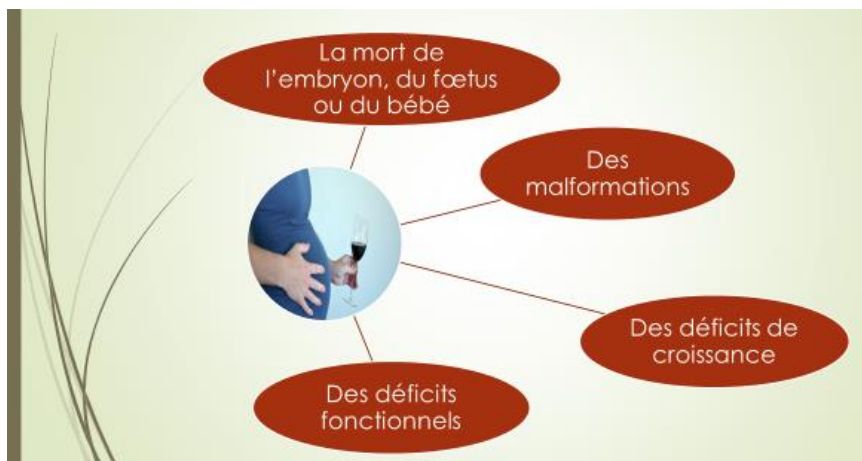 La mort de
l’embryon, du fœtus
ou du bébé
Des
malformations
Des déficits de
croissance
Des déficits
fonctionnels